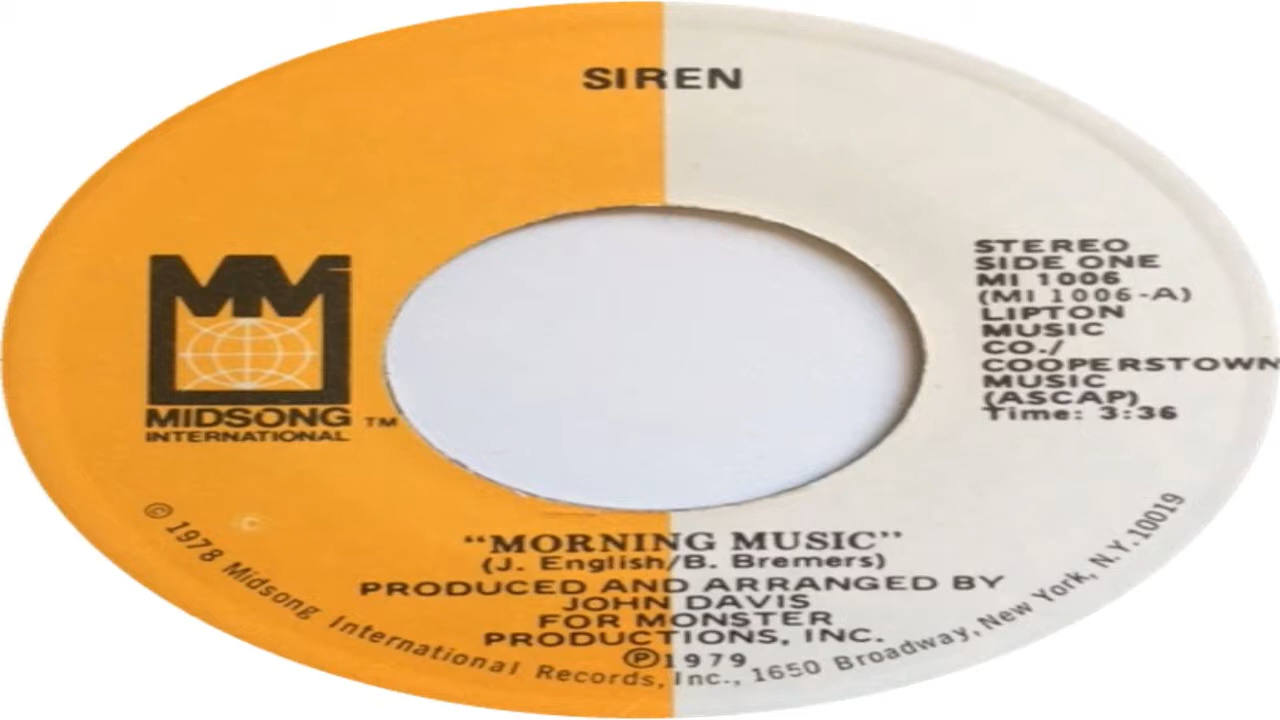 SIREN
MM
MIDSONG TM
INTERNATIONAL
STEREO
SIDE ONE
MI 1006
(MI 1006-A)
LIPTON
MUSIC
CO./
COOPERSTOWN
MUSIC
(ASCAP)
Time: 3:36
"MORNING MUSIC"
(J. English/B. Bremers)
PRODUCED AND ARRANGED BY
JOHN DAVIS
FOR MONSTER
PRODUCTIONS, INC.
℗1979
© 1978 Midsong International Records, Inc., 1650 Broadway, New York, N.Y. 10019